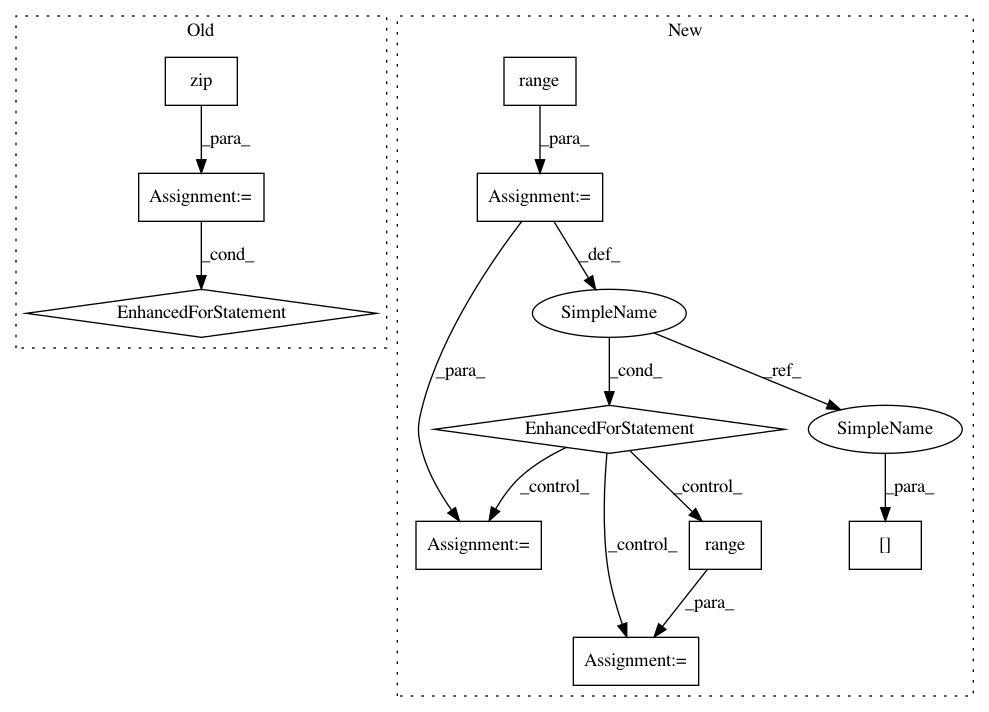 Old
zip
_para_
Assignment:=
_cond_
EnhancedForStatement
New
range
_para_
Assignment:=
_def_
SimpleName
_para_
_cond_
_ref_
EnhancedForStatement
SimpleName
_control_
_control_
_control_
_para_
Assignment:=
range
[]
_para_
Assignment:=